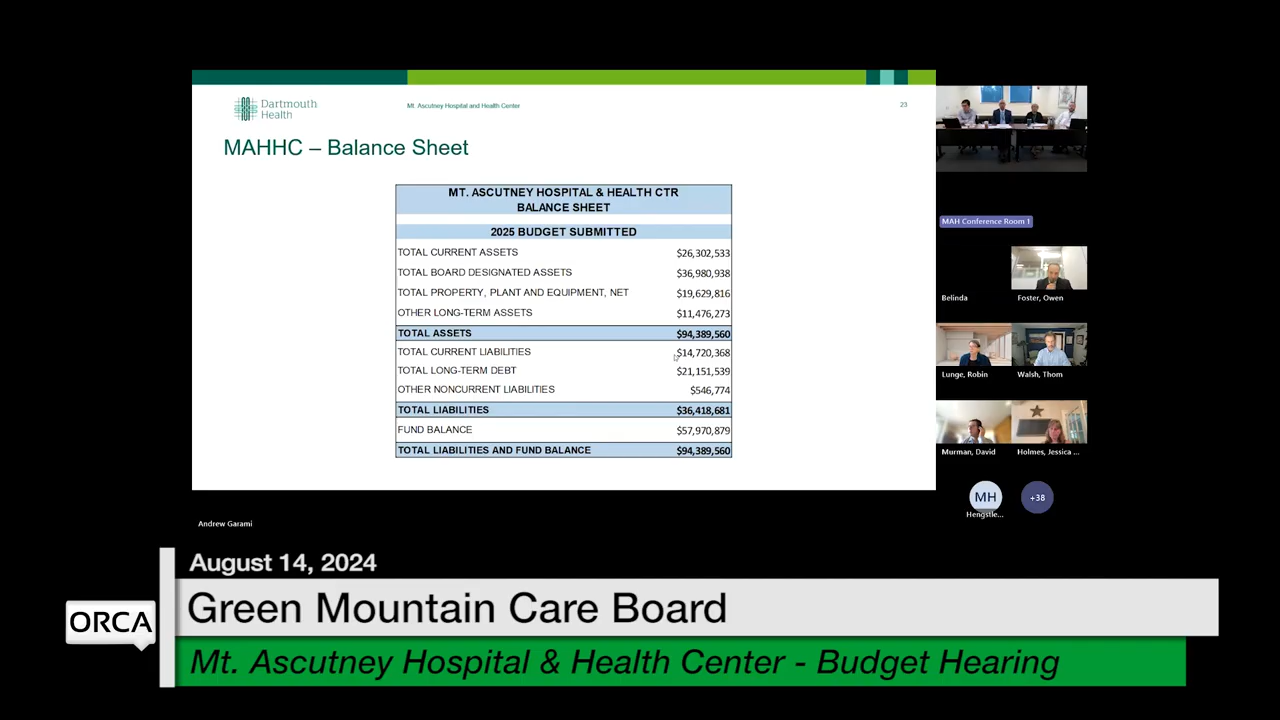 Dartmouth
Health
Mt. Ascutney Hospital and Health Center
23
MAHHC – Balance Sheet
MT. ASCUTNEY HOSPITAL & HEALTH CTR
BALANCE SHEET
2025 BUDGET SUBMITTED
TOTAL CURRENT ASSETS $26,302,533
TOTAL BOARD DESIGNATED ASSETS $36,980,938
TOTAL PROPERTY, PLANT AND EQUIPMENT, NET $19,629,816
OTHER LONG-TERM ASSETS $11,476,273
TOTAL ASSETS $94,389,560
TOTAL CURRENT LIABILITIES $14,720,368
TOTAL LONG-TERM DEBT $21,151,539
OTHER NONCURRENT LIABILITIES $546,774
TOTAL LIABILITIES $36,418,681
FUND BALANCE $57,970,879
TOTAL LIABILITIES AND FUND BALANCE $94,389,560
MAH Conference Room 1
Belinda
Foster, Owen
Lunge, Robin
Walsh, Thom
Murman, David
Holmes, Jessica ...
MH
+38
Hengstle...
Andrew Garami
August 14, 2024
Green Mountain Care Board
ORCA
Mt. Ascutney Hospital & Health Center - Budget Hearing